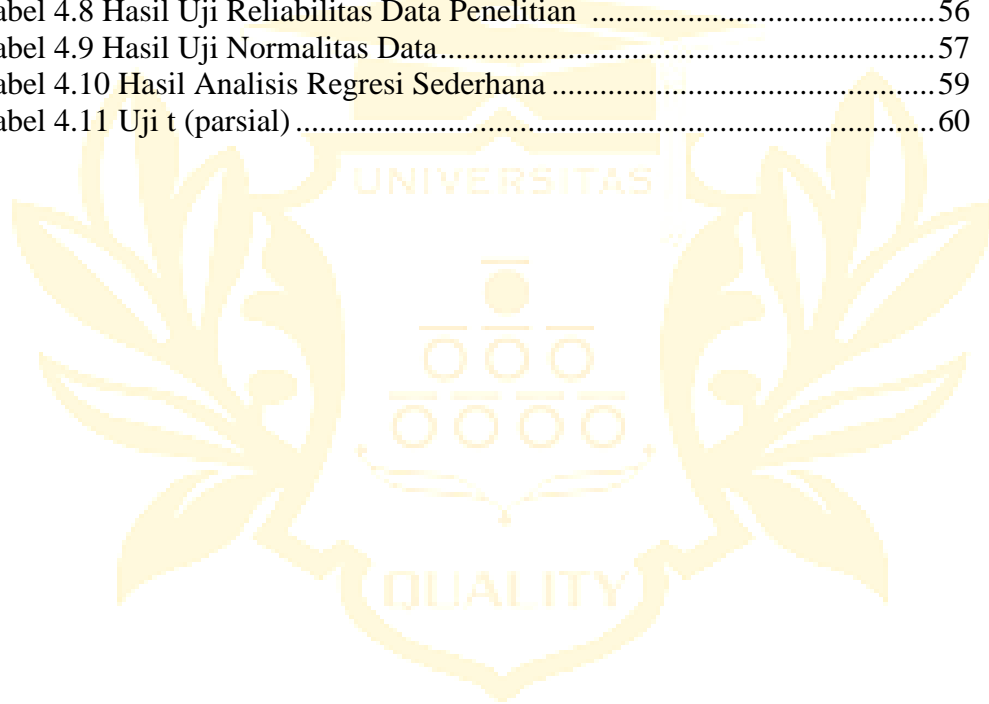 abel 4.8 Hasil Uji Reliabilitas Data Penelitian ........................................56
abel 4.9 Hasil Uji Normalitas Data..........................................................57
abel 4.10 Hasil Analisis Regresi Sederhana .............................................59
abel 4.11 Uji t (parsial) .............................................................................60
UNIVERSITAS
QUALITY